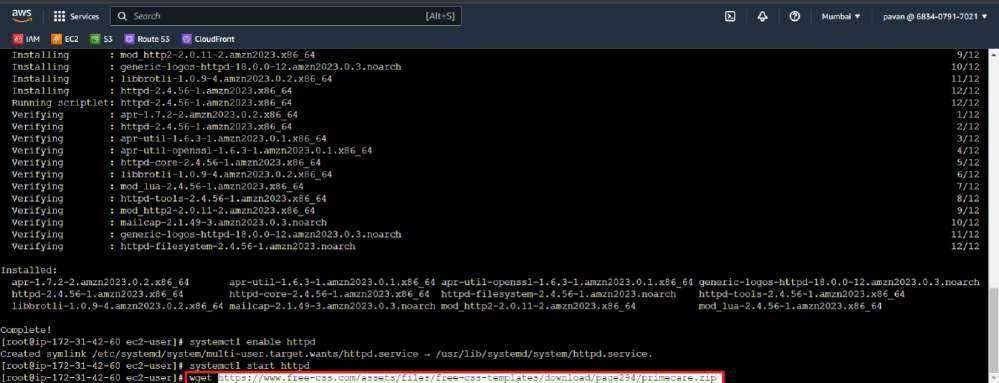 aws Services Search [Alt+S] Mumbai pavan @ 6834-0791-7021
IAM EC2 S3 Route 53 CloudFront
Installing : mod_http2-2.0.11-2.amzn2023.x86_64 9/12
Installing : generic-logos-httpd-18.0.0-12.amzn2023.0.3.noarch 10/12
Installing : libbrotli-1.0.9-4.amzn2023.0.2.x86_64 11/12
Installing : httpd-2.4.56-1.amzn2023.x86_64 12/12
Running scriptlet: httpd-2.4.56-1.amzn2023.x86_64 12/12
Verifying : apr-1.7.2-2.amzn2023.0.2.x86_64 1/12
Verifying : httpd-2.4.56-1.amzn2023.x86_64 2/12
Verifying : apr-util-1.6.3-1.amzn2023.0.1.x86_64 3/12
Verifying : apr-util-openssl-1.6.3-1.amzn2023.0.1.x86_64 4/12
Verifying : httpd-core-2.4.56-1.amzn2023.x86_64 5/12
Verifying : libbrotli-1.0.9-4.amzn2023.0.2.x86_64 6/12
Verifying : mod_lua-2.4.56-1.amzn2023.x86_64 7/12
Verifying : httpd-tools-2.4.56-1.amzn2023.x86_64 8/12
Verifying : mod_http2-2.0.11-2.amzn2023.x86_64 9/12
Verifying : mailcap-2.1.49-3.amzn2023.0.3.noarch 10/12
Verifying : generic-logos-httpd-18.0.0-12.amzn2023.0.3.noarch 11/12
Verifying : httpd-filesystem-2.4.56-1.amzn2023.noarch 12/12
Installed:
apr-1.7.2-2.amzn2023.0.2.x86_64 apr-util-1.6.3-1.amzn2023.0.1.x86_64 apr-util-openssl-1.6.3-1.amzn2023.0.1.x86_64 generic-logos-httpd-18.0.0-12.amzn2023.0.3.noarch
httpd-2.4.56-1.amzn2023.x86_64 httpd-core-2.4.56-1.amzn2023.x86_64 httpd-filesystem-2.4.56-1.amzn2023.noarch httpd-tools-2.4.56-1.amzn2023.x86_64
libbrotli-1.0.9-4.amzn2023.0.2.x86_64 mailcap-2.1.49-3.amzn2023.0.3.noarch mod_http2-2.0.11-2.amzn2023.x86_64 mod_lua-2.4.56-1.amzn2023.x86_64
Complete!
[root@ip-172-31-42-60 ec2-user]# systemctl enable httpd
Created symlink /etc/systemd/system/multi-user.target.wants/httpd.service → /usr/lib/systemd/system/httpd.service.
[root@ip-172-31-42-60 ec2-user]# systemctl start httpd
[root@ip-172-31-42-60 ec2-user]# wget https://www.free-css.com/assets/files/free-css-templates/download/page294/primecare.zip